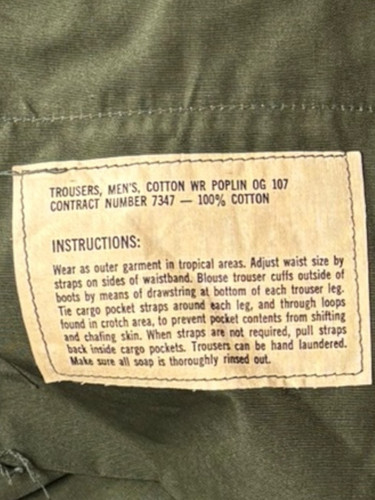 TROUSERS, MEN'S, COTTON WR POPLIN OG 107
CONTRACT NUMBER 7347 — 100% COTTON
INSTRUCTIONS:
Wear as outer garment in tropical areas. Adjust waist size by
straps on sides of waistband. Blouse trouser cuffs outside of
boots by means of drawstring at bottom of each trouser leg.
Tie cargo pocket straps around each leg, and through loops
found in crotch area, to prevent pocket contents from shifting
and chafing skin. When straps are not required, pull straps
back inside cargo pockets. Trousers can be hand laundered.
Make sure all soap is thoroughly rinsed out.